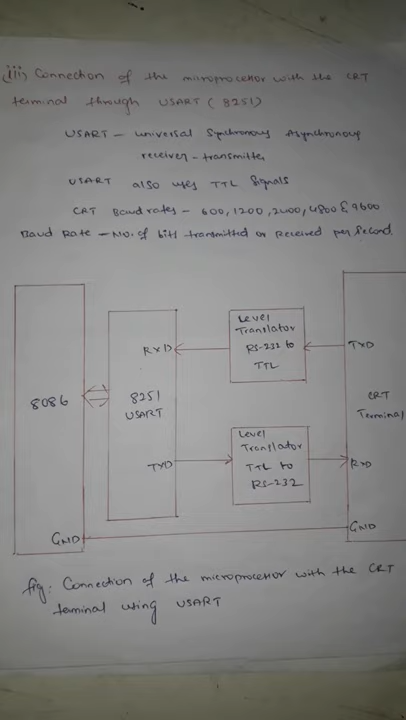 (iii) Connection of the microprocessor with the CRT
terminal through USART (8251)
USART - Universal Synchronous Asynchronous
receiver - transmitter
USART also uses TTL Signals
CRT Baud rates - 600, 1200, 2400, 4800 & 9600
Baud Rate - No. of bits transmitted or Received per Second
8086
GND
RXD
8251
USART
TXD
Level
Translator
RS-232 to
TTL
Level
Translator
TTL to
RS-232
TXD
CRT
Terminal
RXD
GND
fig: Connection of the microprocessor with the CRT
terminal using USART